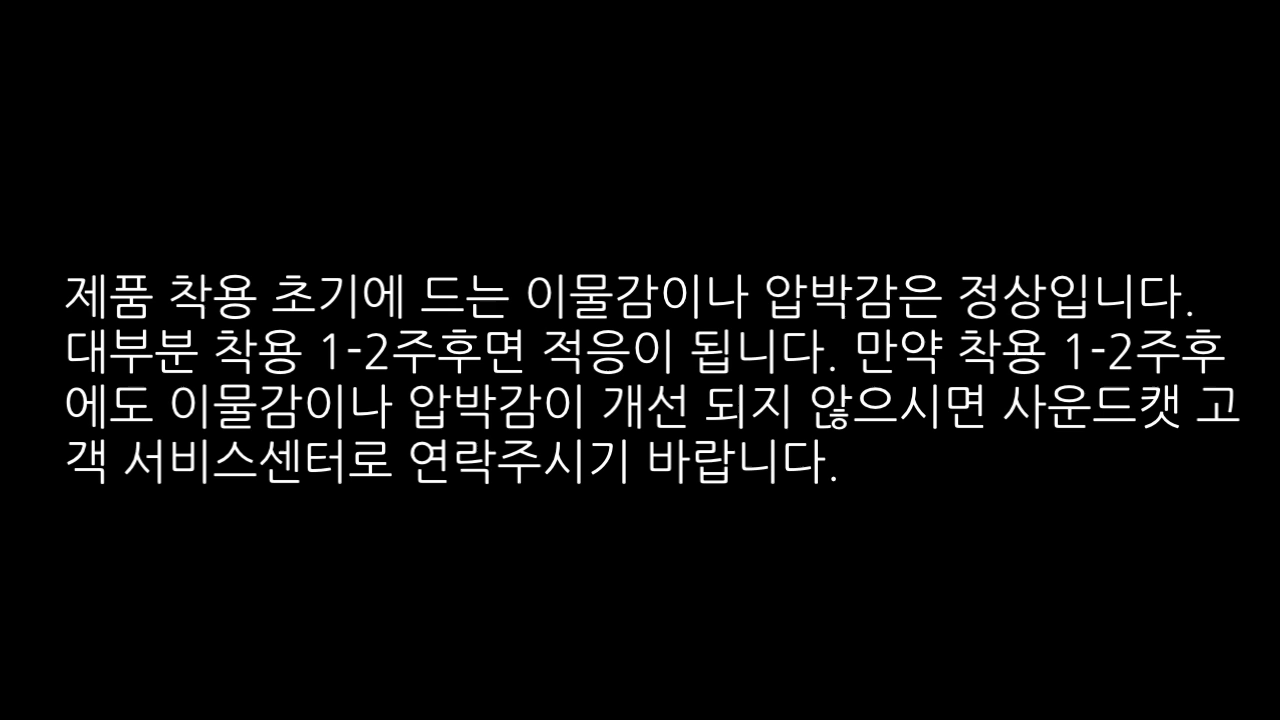 제품 착용 초기에 드는 이물감이나 압박감은 정상입니다.
대부분 착용 1-2주후면 적응이 됩니다. 만약 착용 1-2주후
에도 이물감이나 압박감이 개선 되지 않으시면 사운드캣 고
객 서비스센터로 연락주시기 바랍니다.